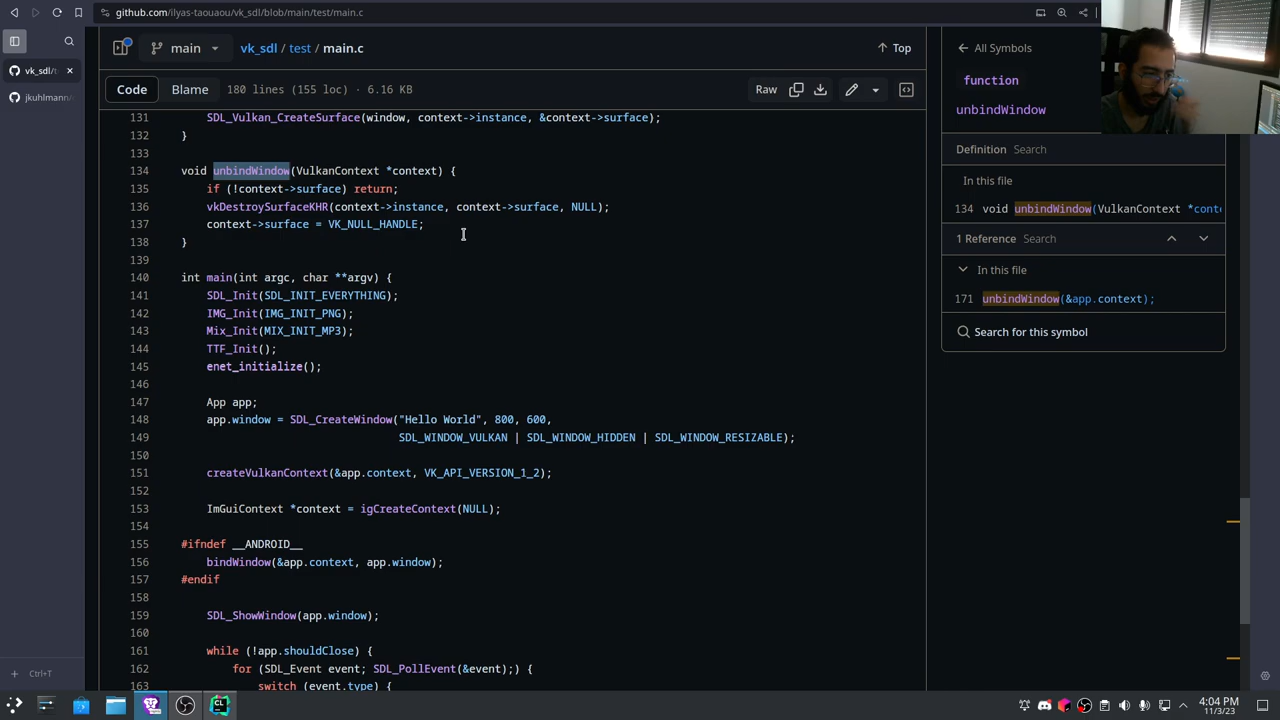 github.com/ilyas-taouaou/vk_sdl/blob/main/test/main.c
main
vk_sdl / test / main.c
Top
All Symbols
vk_sdl/t
jkuhlmann/
Code
Blame
180 lines (155 loc) · 6.16 KB
Raw
function
unbindWindow
131 SDL_Vulkan_CreateSurface(window, context->instance, &context->surface);
132 }
133
134 void unbindWindow(VulkanContext *context) {
135 if (!context->surface) return;
136 vkDestroySurfaceKHR(context->instance, context->surface, NULL);
137 context->surface = VK_NULL_HANDLE;
138 }
139
140 int main(int argc, char **argv) {
141 SDL_Init(SDL_INIT_EVERYTHING);
142 IMG_Init(IMG_INIT_PNG);
143 Mix_Init(MIX_INIT_MP3);
144 TTF_Init();
145 enet_initialize();
146
147 App app;
148 app.window = SDL_CreateWindow("Hello World", 800, 600,
149 SDL_WINDOW_VULKAN | SDL_WINDOW_HIDDEN | SDL_WINDOW_RESIZABLE);
150
151 createVulkanContext(&app.context, VK_API_VERSION_1_2);
152
153 ImGuiContext *context = igCreateContext(NULL);
154
155 #ifndef __ANDROID__
156 bindWindow(&app.context, app.window);
157 #endif
158
159 SDL_ShowWindow(app.window);
160
161 while (!app.shouldClose) {
162 for (SDL_Event event; SDL_PollEvent(&event);) {
switch (event.type) {
Definition Search
In this file
134 void unbindWindow(VulkanContext *conte
1 Reference Search
In this file
171 unbindWindow(&app.context);
Search for this symbol
Ctrl+T
4:04 PM
11/3/23